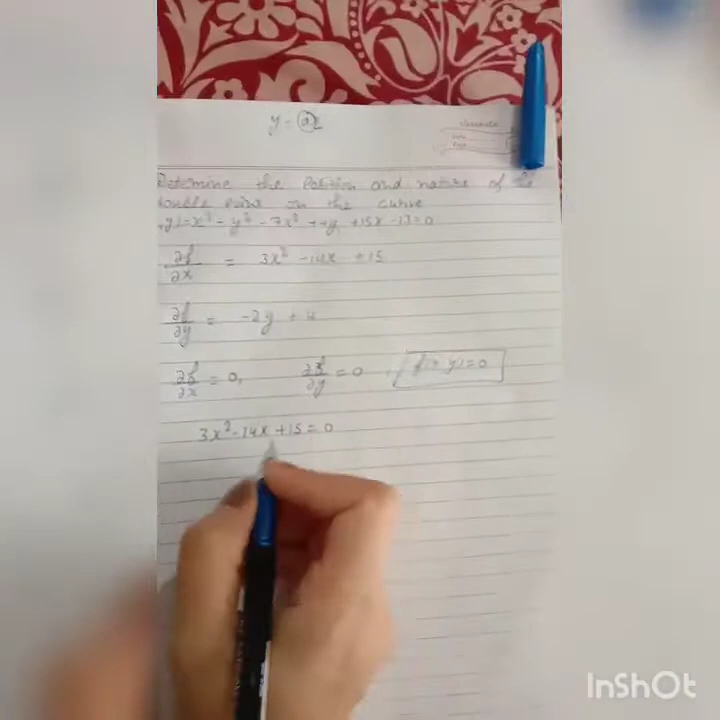 y = ax
Determine the Position and nature of the
double point on the curve
,y)=x³ - y² - 7x² + 4y + 15x - 13 = 0
∂f/∂x = 3x² - 14x + 15
∂f/∂y = -2y + 4
∂f/∂x = 0, ∂f/∂y = 0, f(x y) = 0
3x² - 14x + 15 = 0
InShOt